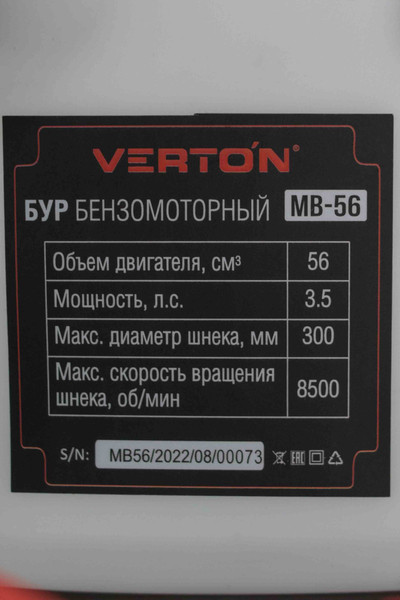 VERTON®
БУР БЕНЗОМОТОРНЫЙ MB-56
Объем двигателя, см³ 56
Мощность, л.с. 3.5
Макс. диаметр шнека, мм 300
Макс. скорость вращения
шнека, об/мин 8500
S/N: MB56/2022/08/00073 EAC